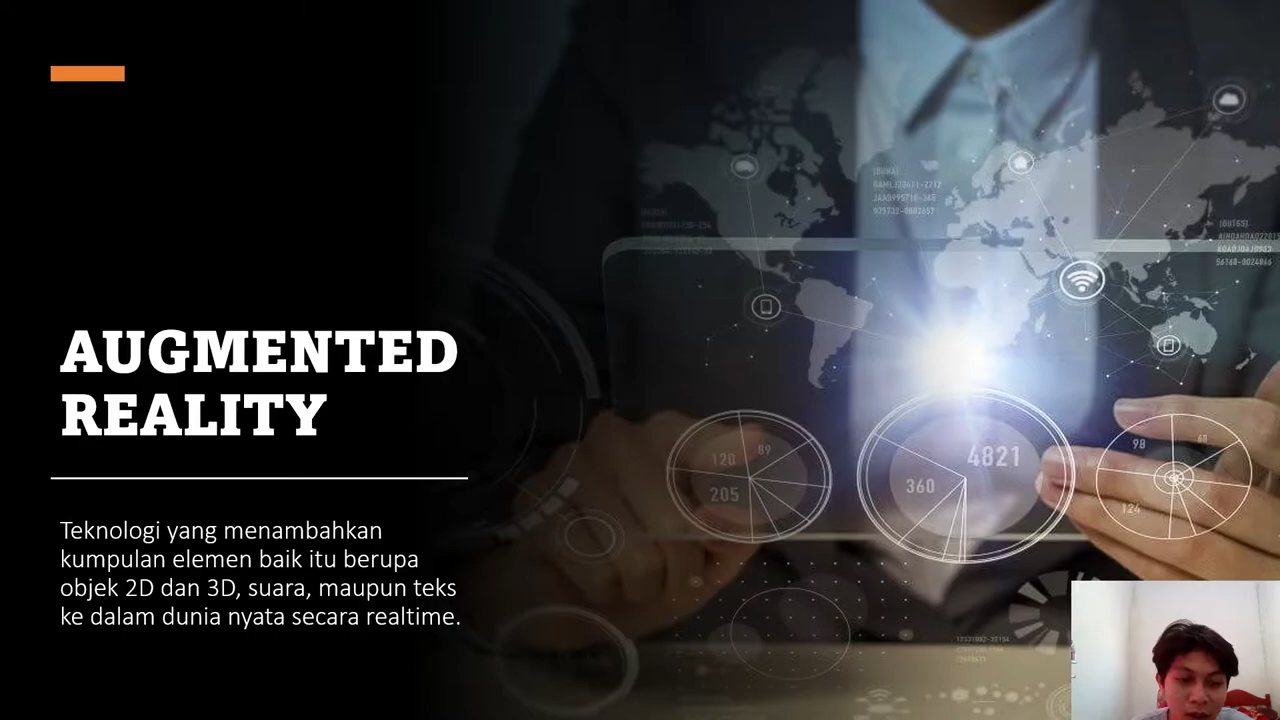 AUGMENTED
REALITY
Teknologi yang menambahkan
kumpulan elemen baik itu berupa
objek 2D dan 3D, suara, maupun teks
ke dalam dunia nyata secara realtime.
4821
360
120
89
205
98
68
124